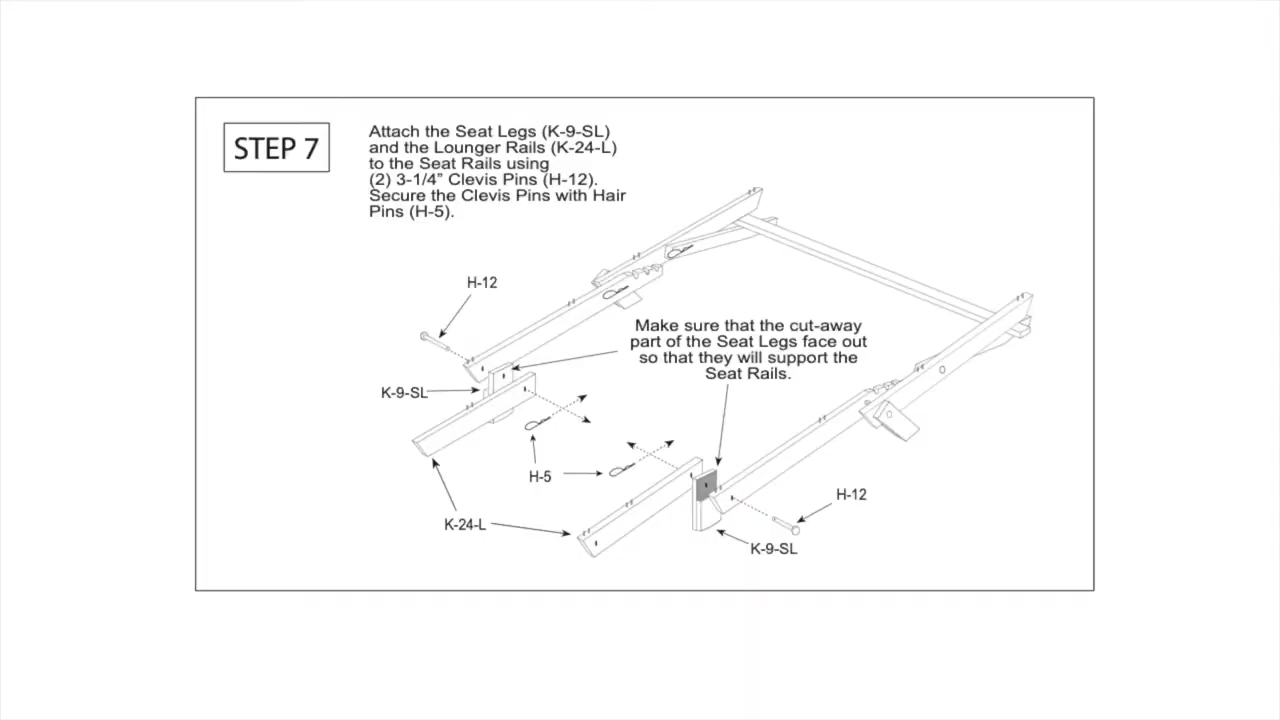 STEP 7
Attach the Seat Legs (K-9-SL)
and the Lounger Rails (K-24-L)
to the Seat Rails using
(2) 3-1/4” Clevis Pins (H-12).
Secure the Clevis Pins with Hair
Pins (H-5).
H-12
Make sure that the cut-away
part of the Seat Legs face out
so that they will support the
Seat Rails.
K-9-SL
H-5
H-12
K-24-L
K-9-SL